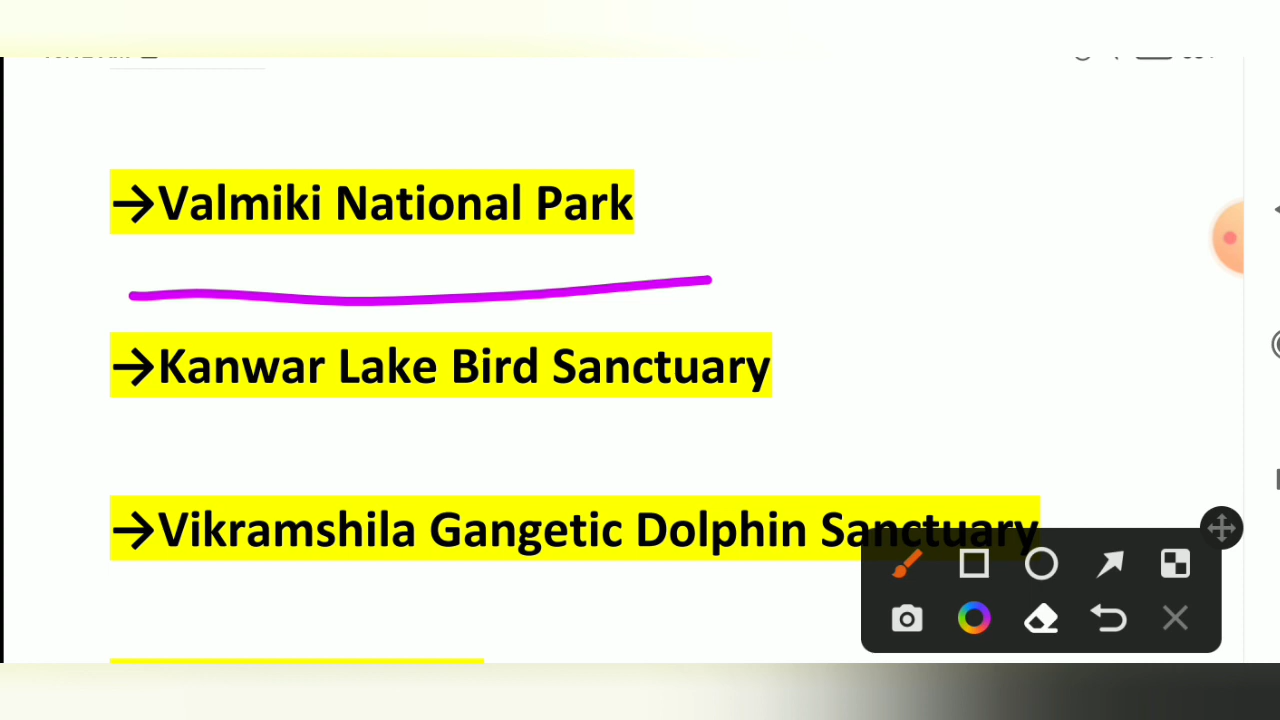 →Valmiki National Park
→Kanwar Lake Bird Sanctuary
→Vikramshila Gangetic Dolphin Sanctuary